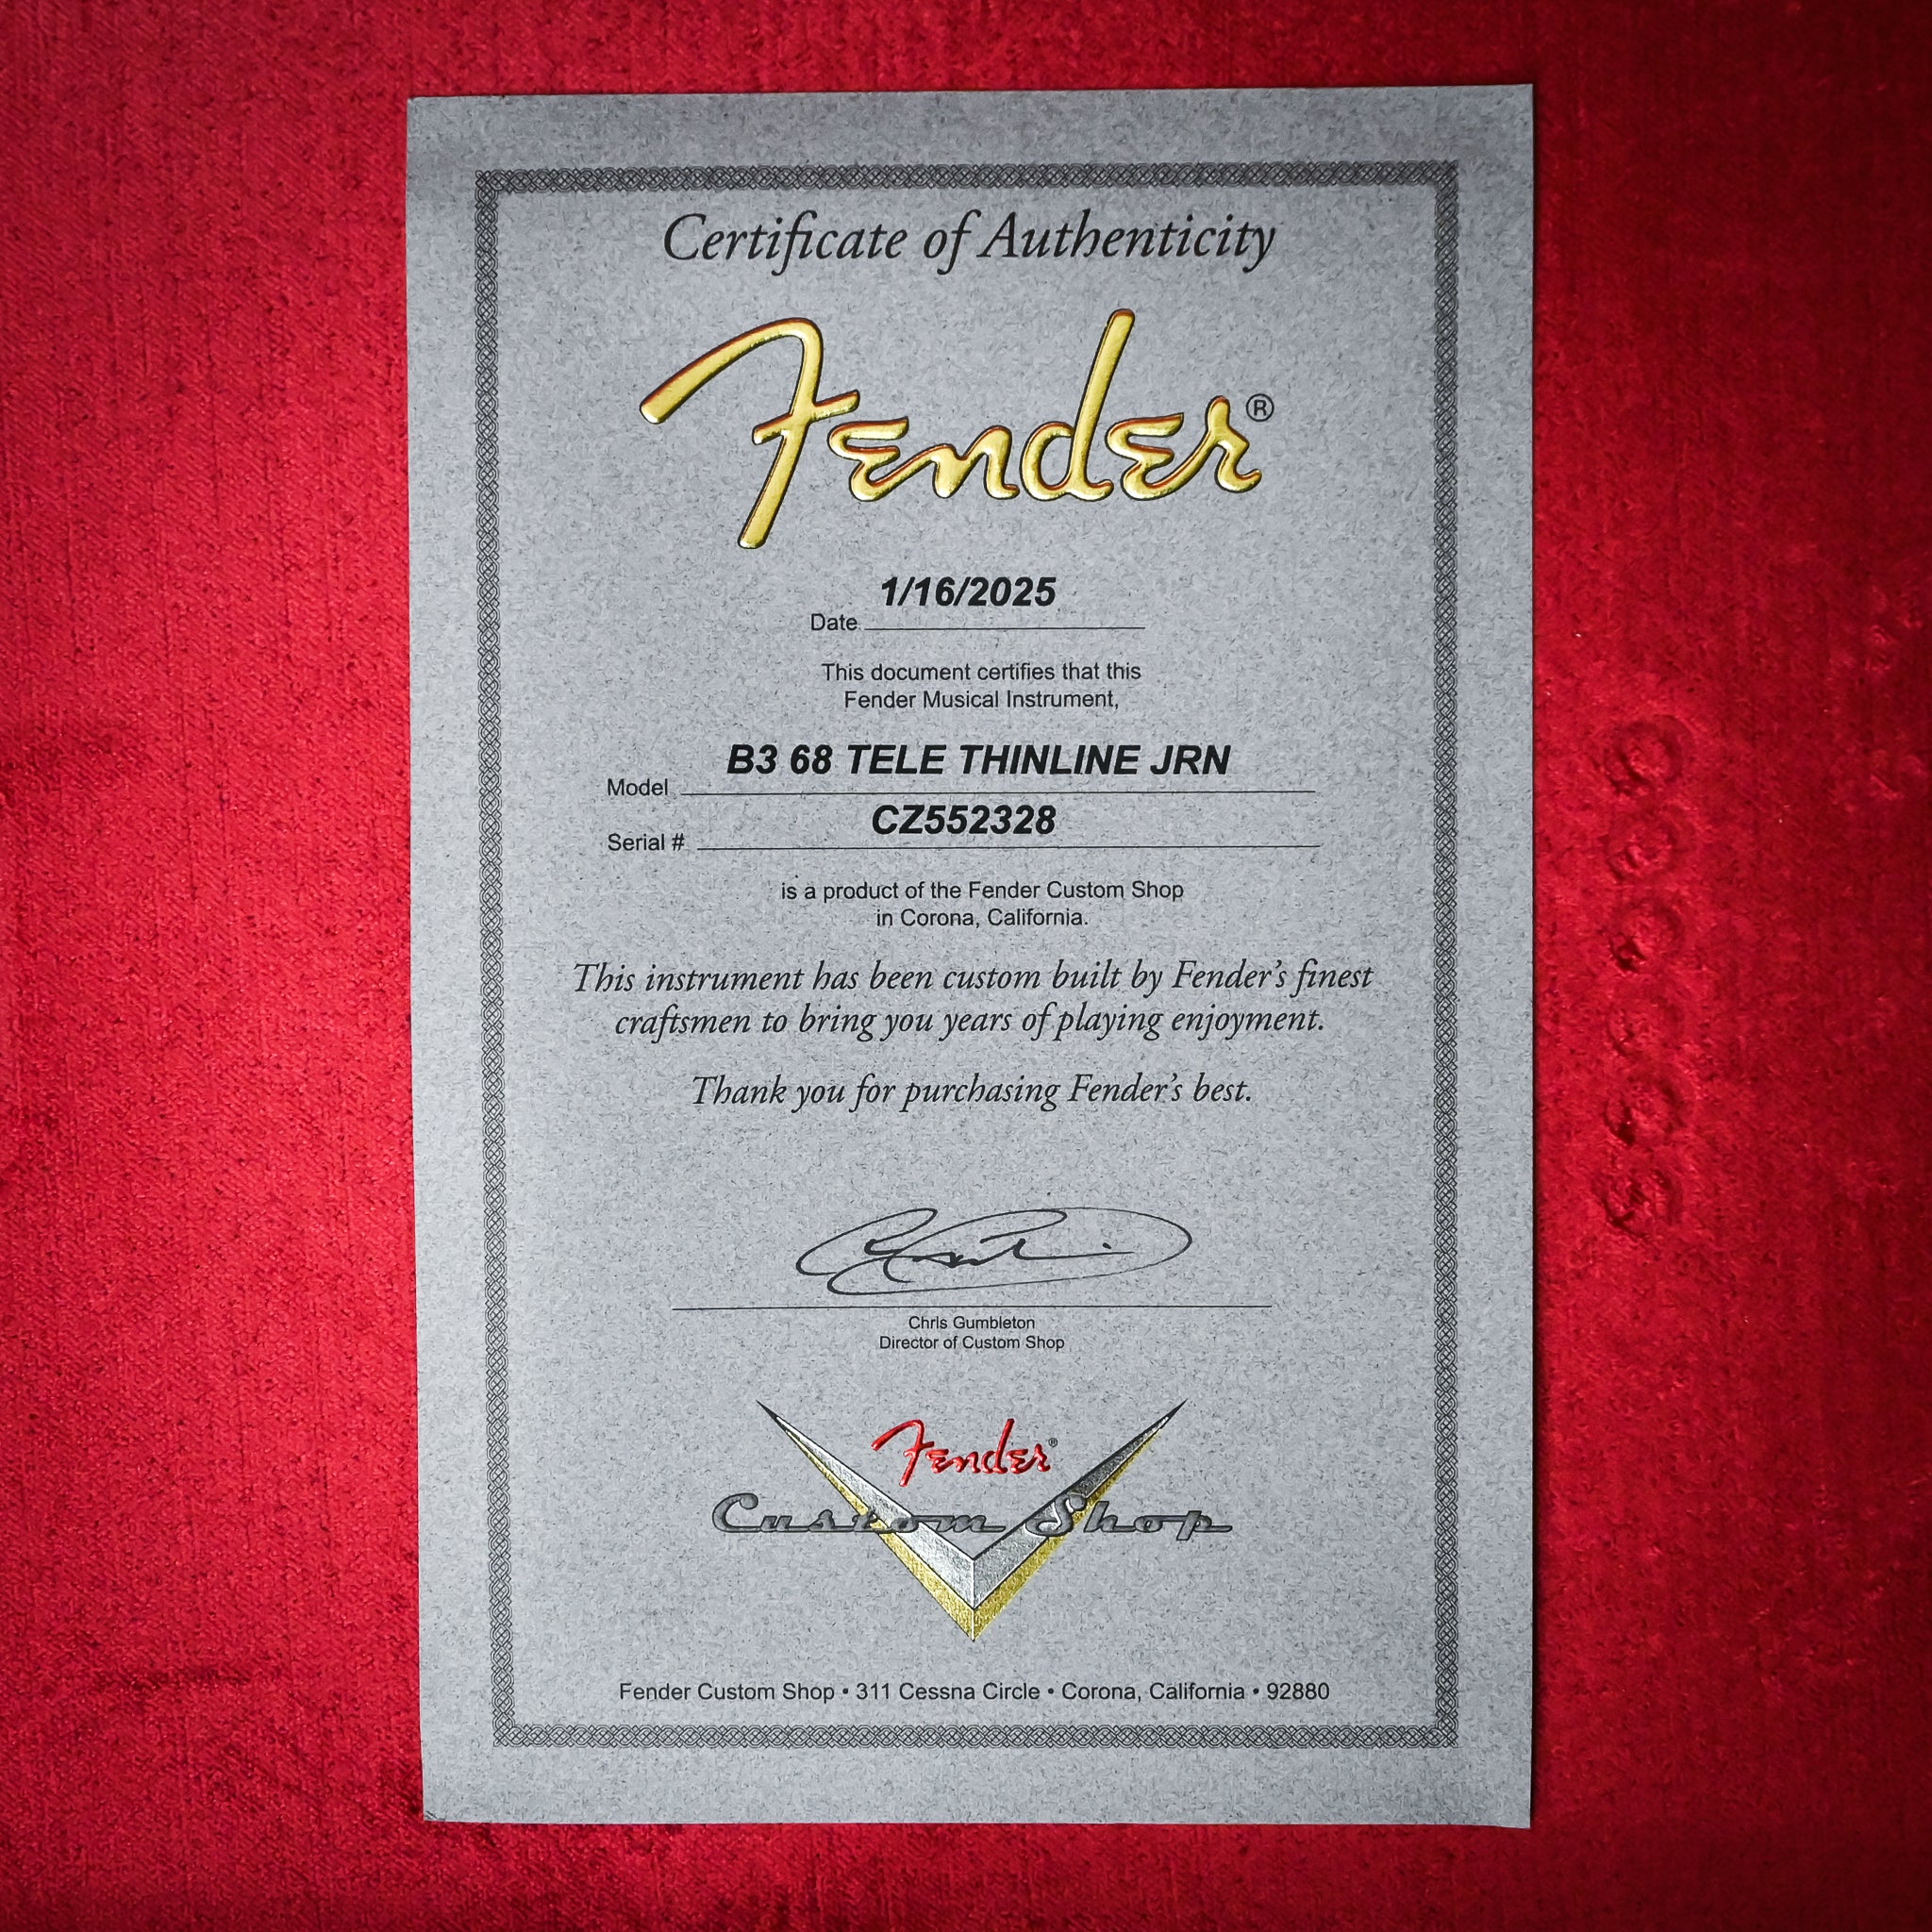 Certificate of Authenticity
Fender®
1/16/2025
Date
This document certifies that this
Fender Musical Instrument,
B3 68 TELE THINLINE JRN
Model
CZ552328
Serial #
is a product of the Fender Custom Shop
in Corona, California.
This instrument has been custom built by Fender's finest
craftsmen to bring you years of playing enjoyment.
Thank you for purchasing Fender's best.
Chris Gumbleton
Director of Custom Shop
Fender®
Custom Shop
Fender Custom Shop • 311 Cessna Circle • Corona, California • 92880